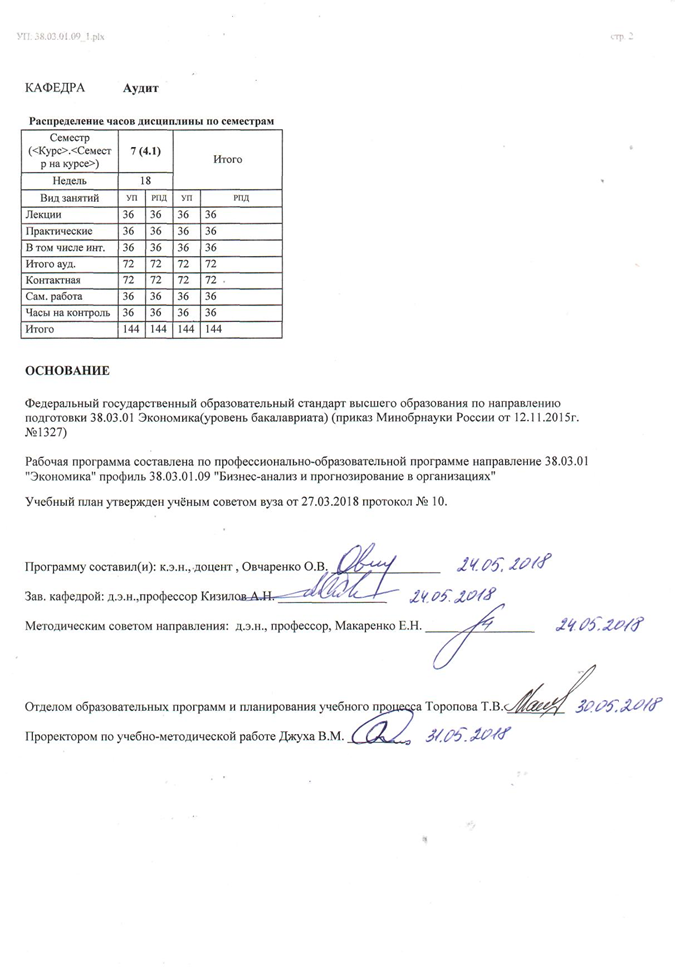 УП: 38.03.01.09_1.plx стр. 2
КАФЕДРА Аудит
Распределение часов дисциплины по семестрам
Семестр
(<Курс>.<Семест
р на курсе>) 7 (4.1) Итого
Недель 18
Вид занятий УП РПД УП РПД
Лекции 36 36 36 36
Практические 36 36 36 36
В том числе инт. 36 36 36 36
Итого ауд. 72 72 72 72
Контактная 72 72 72 72
Сам. работа 36 36 36 36
Часы на контроль 36 36 36 36
Итого 144 144 144 144
ОСНОВАНИЕ
Федеральный государственный образовательный стандарт высшего образования по направлению
подготовки 38.03.01 Экономика(уровень бакалавриата) (приказ Минобрнауки России от 12.11.2015г.
№1327)
Рабочая программа составлена по профессионально-образовательной программе направление 38.03.01
"Экономика" профиль 38.03.01.09 "Бизнес-анализ и прогнозирование в организациях"
Учебный план утвержден учёным советом вуза от 27.03.2018 протокол № 10.
Программу составил(и): к.э.н., доцент , Овчаренко О.В. 24.05.2018
Зав. кафедрой: д.э.н.,профессор Кизилов А.Н. 24.05.2018
Методическим советом направления: д.э.н., профессор, Макаренко Е.Н. 24.05.2018
Отделом образовательных программ и планирования учебного процесса Торопова Т.В. 30.05.2018
Проректором по учебно-методической работе Джуха В.М. 31.05.2018